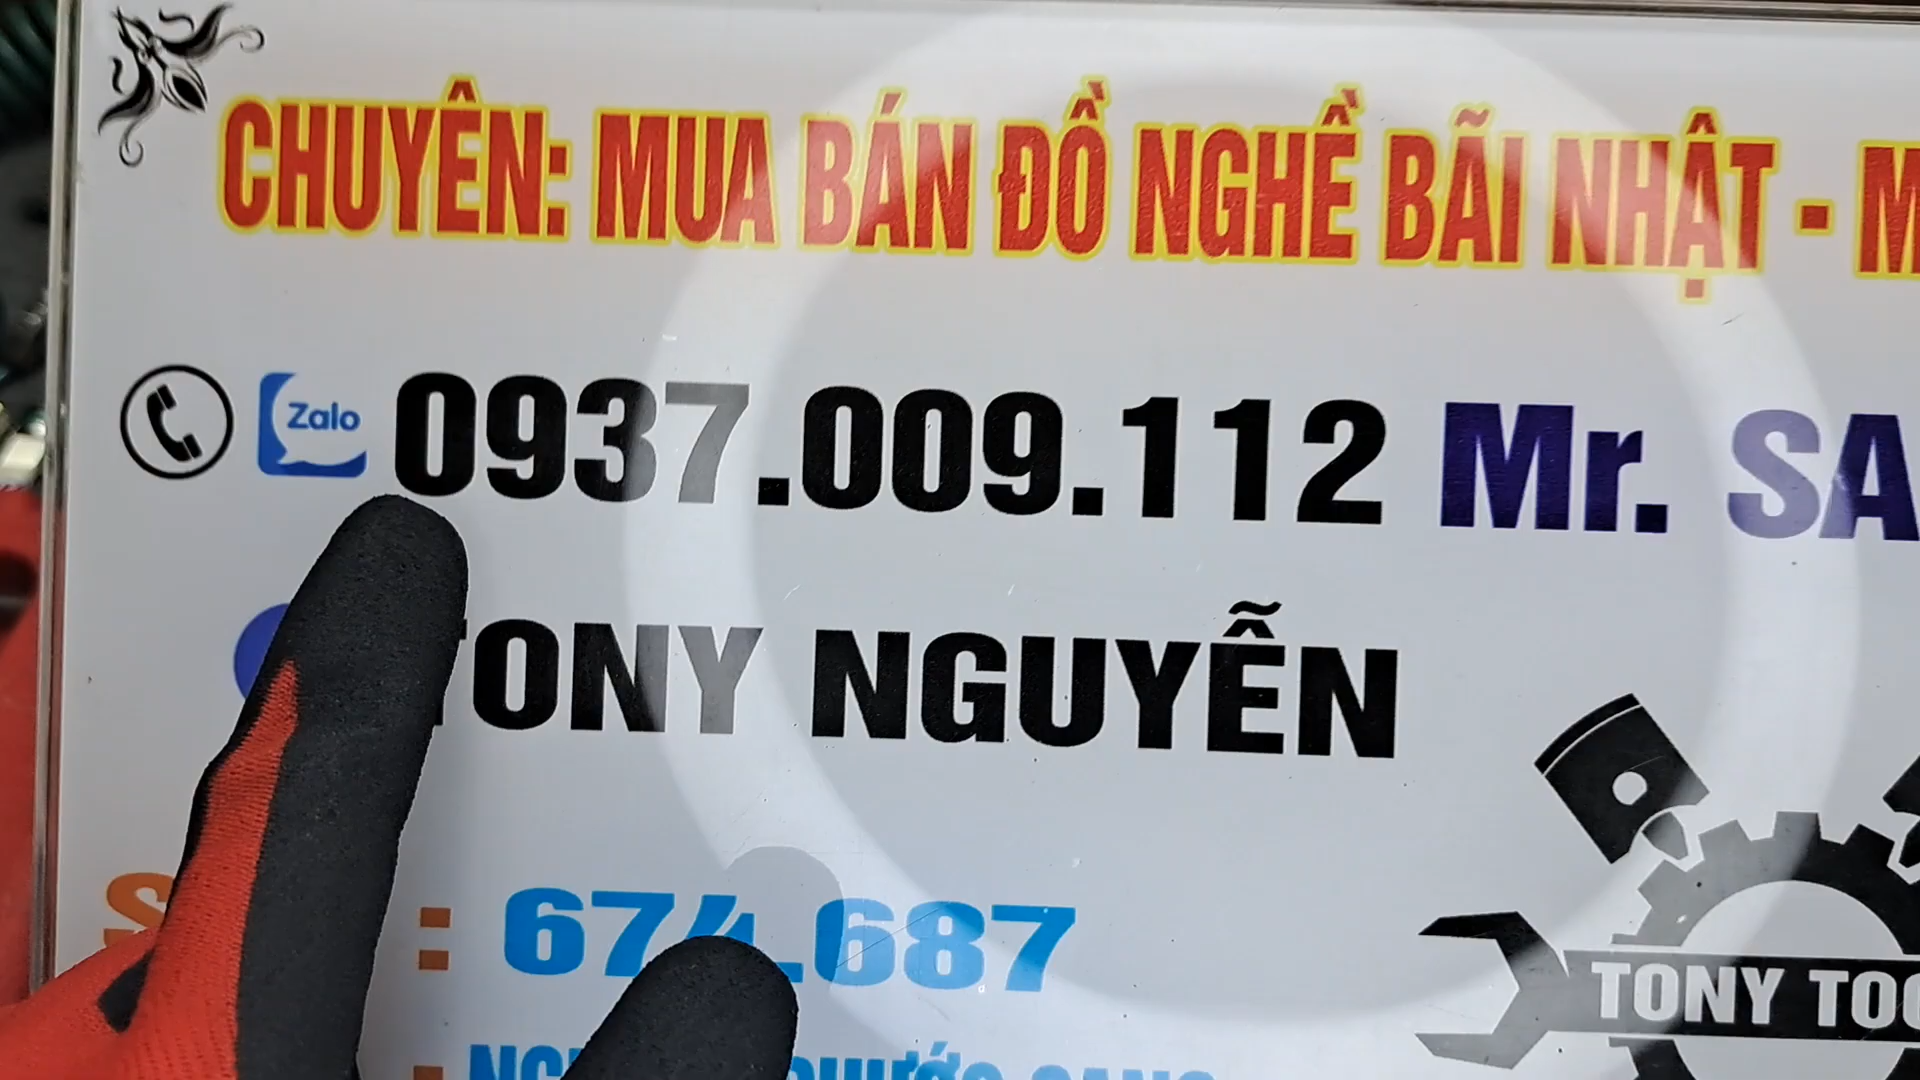 CHUYÊN: MUA BÁN ĐỒ NGHỀ BÃI NHẬT -
Zalo 0937.009.112 Mr.
TONY NGUYỄN
: 674.687
TONY